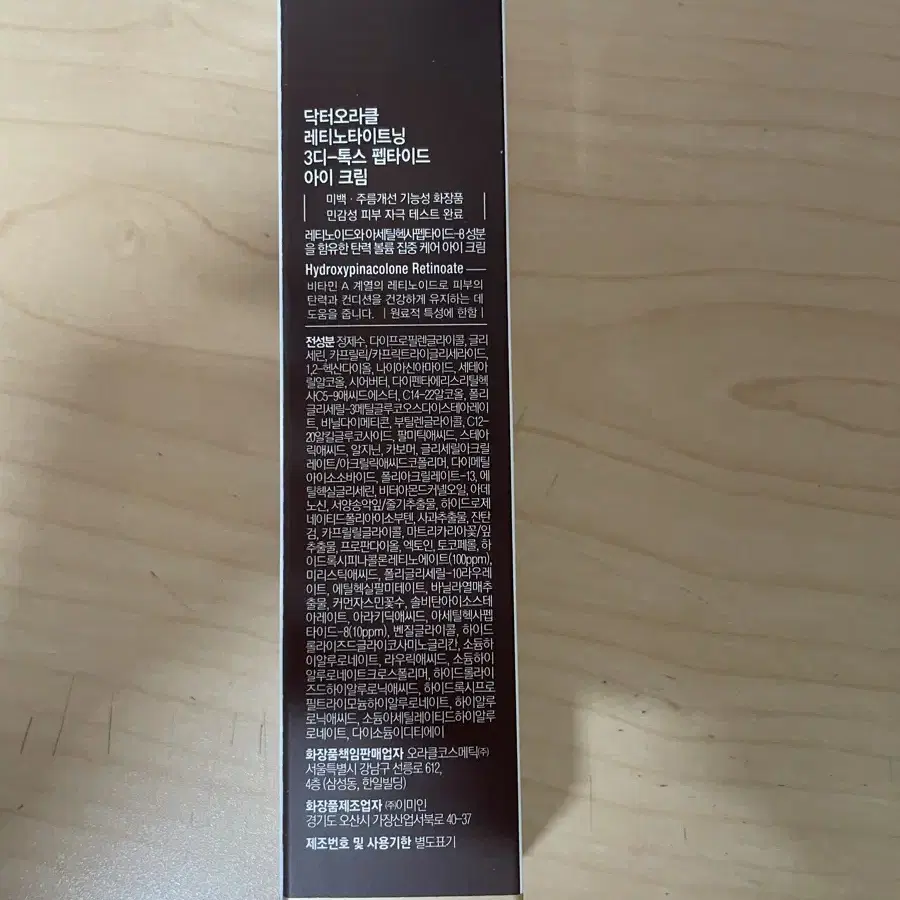 닥터오라클
레티노타이트닝
3디-톡스 펩타이드
아이 크림
미백 · 주름개선 기능성 화장품
민감성 피부 자극 테스트 완료
레티노이드와 아세틸헥사펩타이드-8 성분
을 함유한 탄력 볼륨 집중 케어 아이 크림
Hydroxypinacolone Retinoate
비타민 A 계열의 레티노이드로 피부의
탄력과 컨디션을 건강하게 유지하는 데
도움을 줍니다. | 원료적 특성에 한함 |
전성분 정제수, 다이프로필렌글라이콜, 글리
세린, 카프릴릭/카프릭트라이글리세라이드,
1,2-헥산다이올, 나이아신아마이드, 세테아
릴알코올, 시어버터, 다이펜타에리스리틸헥
사C5-9애씨드에스터, C14-22알코올, 폴리
글리세릴-3메틸글루코오스다이스테아레이
트, 비닐다이메티콘, 부틸렌글라이콜, C12-
20알킬글루코사이드, 팔미틱애씨드, 스테아
릭애씨드, 알지닌, 카보머, 글리세릴아크릴
레이트/아크릴릭애씨드코폴리머, 다이메틸
아이소소바이드, 폴리아크릴레이트-13, 에
틸헥실글리세린, 비터아몬드커넬오일, 아데
노신, 서양송악잎/줄기추출물, 하이드로제
네이티드폴리아이소부텐, 사과추출물, 잔탄
검, 카프릴릴글라이콜, 마트리카리아꽃/잎
추출물, 프로판다이올, 엑토인, 토코페롤, 하
이드록시피나콜론레티노에이트(100ppm),
미리스틱애씨드, 폴리글리세릴-10라우레이
트, 에틸헥실팔미테이트, 바닐라열매추
출물, 커먼자스민꽃수, 솔비탄아이소스테
아레이트, 아라키딕애씨드, 아세틸헥사펩
타이드-8(10ppm), 벤질글라이콜, 하이드
롤라이즈드글라이코사미노글리칸, 소듐하
이알루로네이트, 라우릭애씨드, 소듐하이
알루로네이트크로스폴리머, 하이드롤라이
즈드하이알루로닉애씨드, 하이드록시프로
필트라이모늄하이알루로네이트, 하이알루
로닉애씨드, 소듐아세틸레이티드하이알루
로네이트, 다이소듐이디티에이
화장품책임판매업자 오라클코스메틱㈜
서울특별시 강남구 선릉로 612,
4층 (삼성동, 한일빌딩)
화장품제조업자 ㈜이미인
경기도 오산시 가장산업서북로 40-37
제조번호 및 사용기한 별도표기